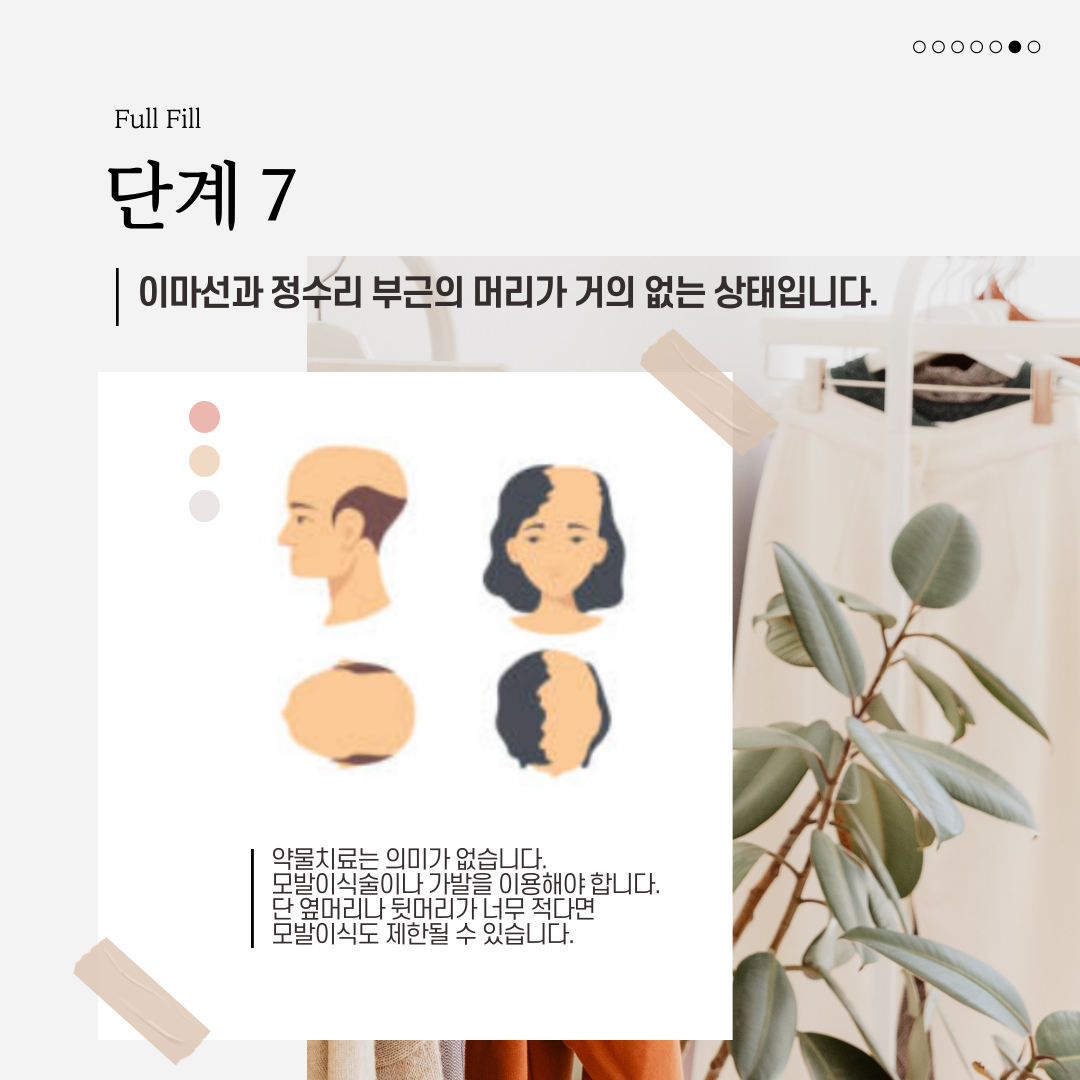 Full Fill
단계 7
이마선과 정수리 부근의 머리가 거의 없는 상태입니다.
약물치료는 의미가 없습니다.
모발이식술이나 가발을 이용해야 합니다.
단 옆머리나 뒷머리가 너무 적다면
모발이식도 제한될 수 있습니다.